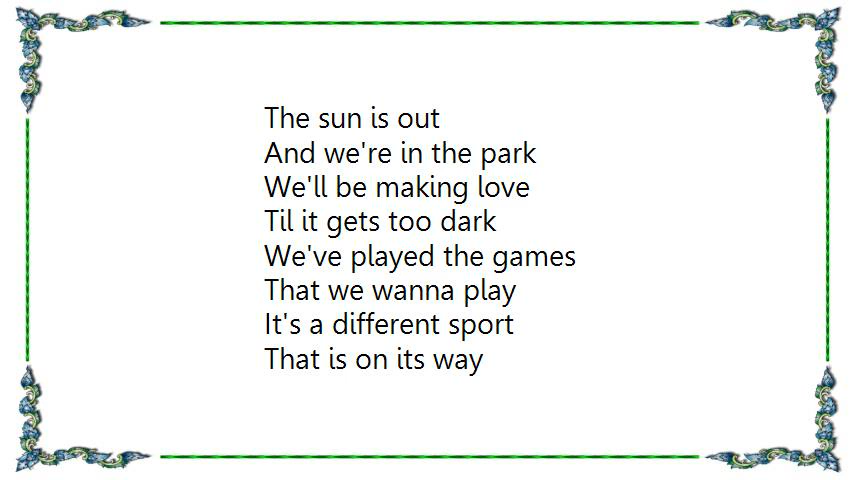 The sun is out
And we're in the park
We'll be making love
Til it gets too dark
We've played the games
That we wanna play
It's a different sport
That is on its way